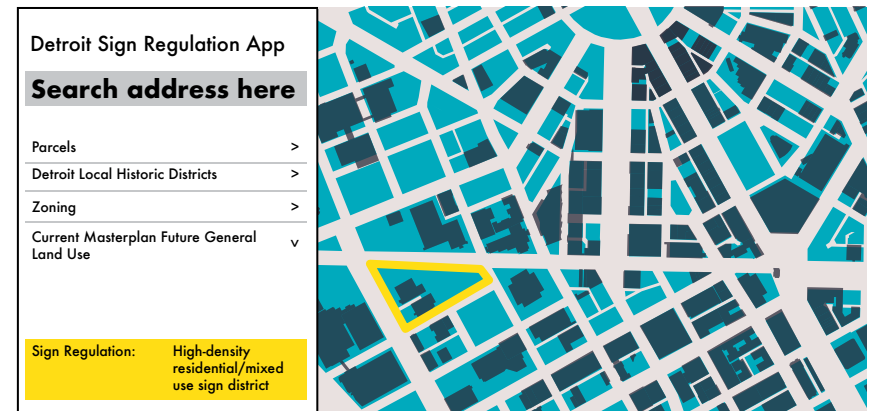 Detroit Sign Regulation App
Search address here
Parcels >
Detroit Local Historic Districts >
Zoning >
Current Masterplan Future General v
Land Use
Sign Regulation: High-density
residential/mixed
use sign district